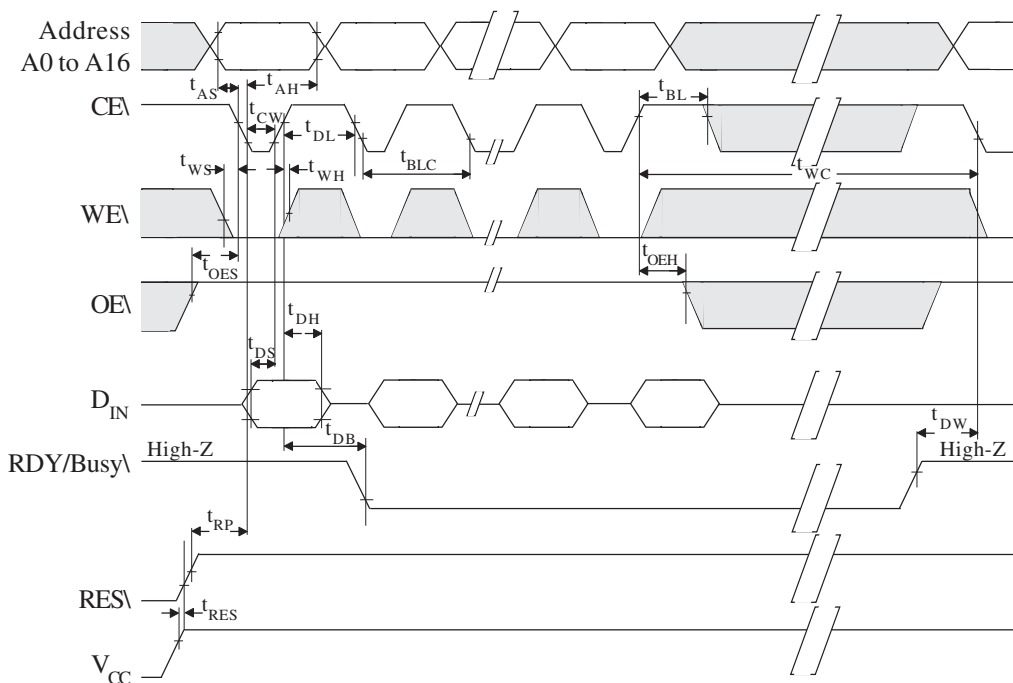 Address
A0 to A16
tAS
tAH
CE\
tCW
tDL
tBL
tBLC
tWS
tWH
tWC
WE\
tOES
tOEH
OE\
tDH
tDS
DIN
tDB
tDW
RDY/Busy\
High-Z
High-Z
tRP
RES\
tRES
VCC